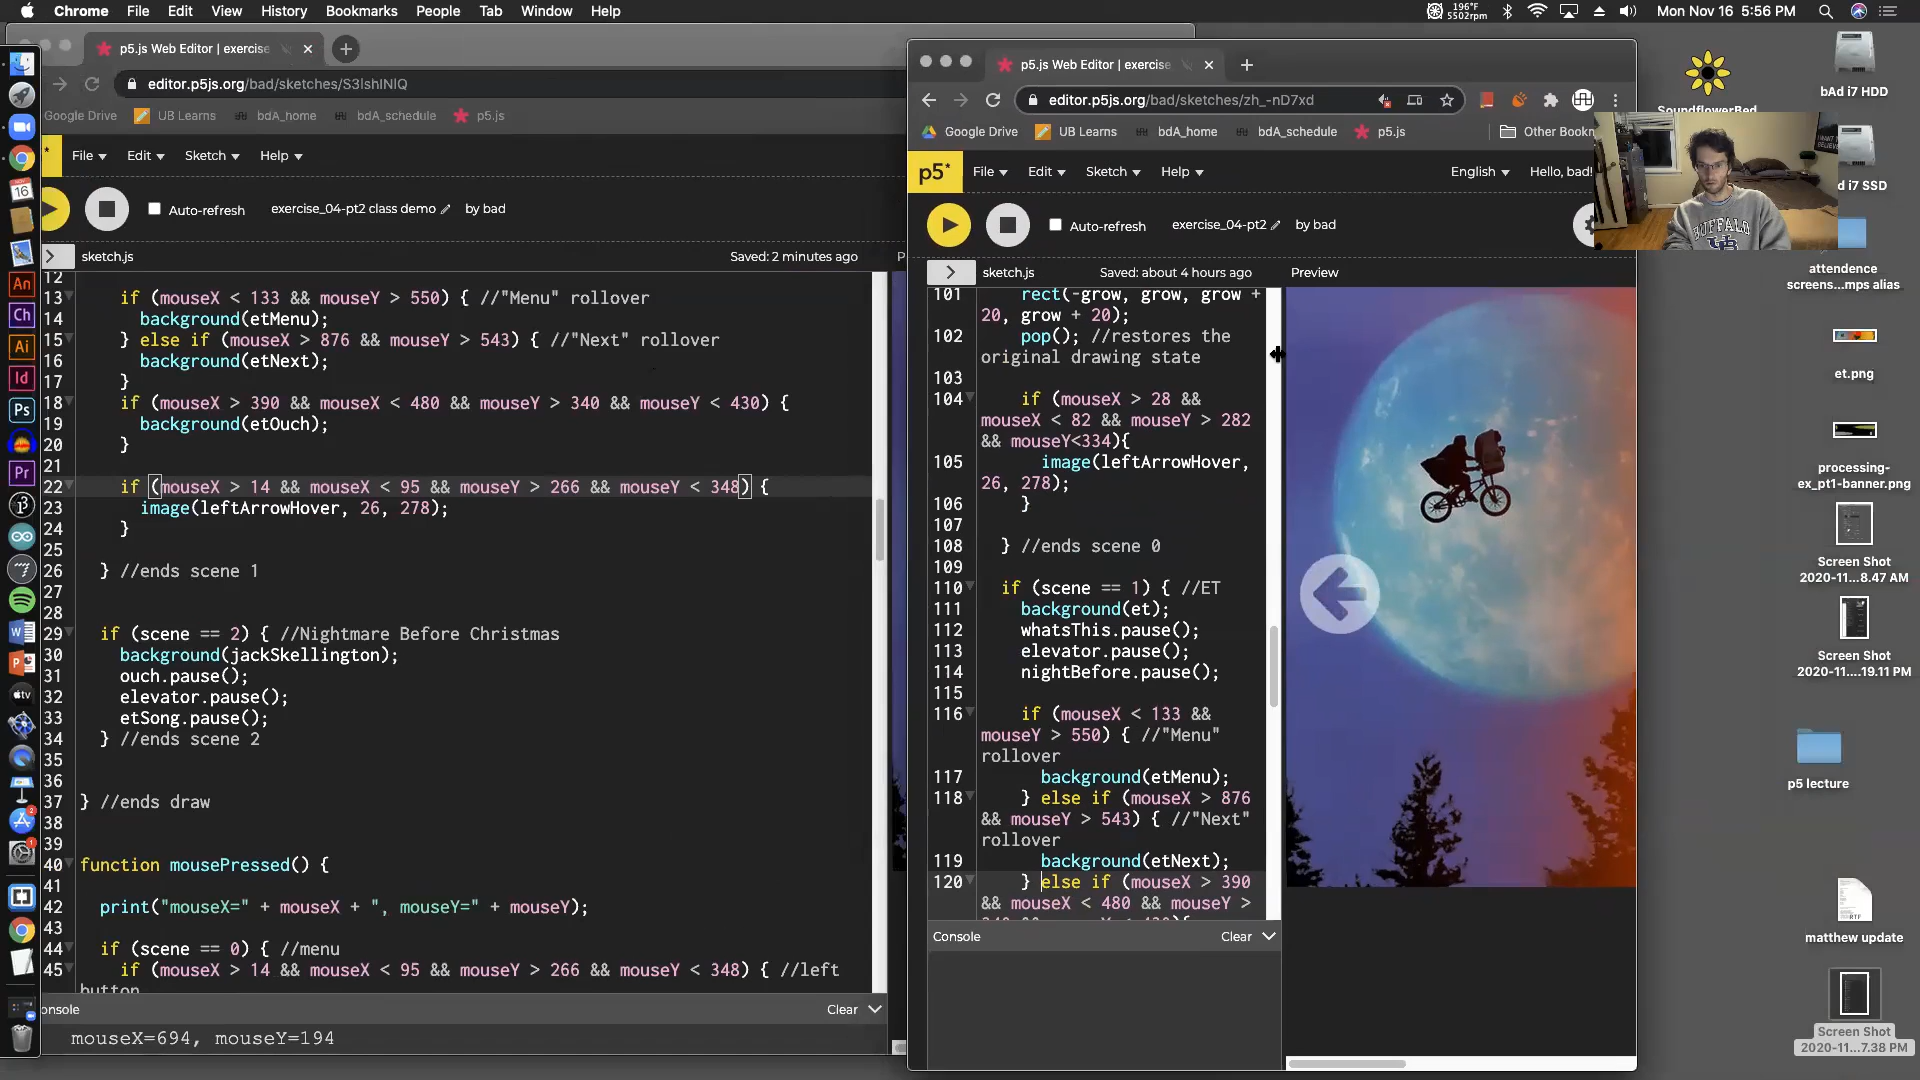 Chrome File Edit View History Bookmarks People Tab Window Help
196°F
5502rpm
Mon Nov 16 5:56 PM
p5.js Web Editor | exercise
editor.p5js.org/bad/sketches/S3IshINlQ
Google Drive UB Learns bdA_home bdA_schedule p5.js
File Edit Sketch Help
Auto-refresh exercise_04-pt2 class demo by bad
sketch.js Saved: 2 minutes ago
12
13 if (mouseX < 133 && mouseY > 550) { //"Menu" rollover
14 background(etMenu);
15 } else if (mouseX > 876 && mouseY > 543) { //"Next" rollover
16 background(etNext);
17 }
18 if (mouseX > 390 && mouseX < 480 && mouseY > 340 && mouseY < 430) {
19 background(etOuch);
20 }
21
22 if (mouseX > 14 && mouseX < 95 && mouseY > 266 && mouseY < 348) {
23 image(leftArrowHover, 26, 278);
24 }
25
26 } //ends scene 1
27
28
29 if (scene == 2) { //Nightmare Before Christmas
30 background(jackSkellington);
31 ouch.pause();
32 elevator.pause();
33 etSong.pause();
34 } //ends scene 2
35
36
37 } //ends draw
38
39
40 function mousePressed() {
41
42 print("mouseX=" + mouseX + ", mouseY=" + mouseY);
43
44 if (scene == 0) { //menu
45 if (mouseX > 14 && mouseX < 95 && mouseY > 266 && mouseY < 348) { //left
button
onsole Clear
mouseX=694, mouseY=194
p5.js Web Editor | exercise
editor.p5js.org/bad/sketches/zh_-nD7xd
Google Drive UB Learns bdA_home bdA_schedule p5.js Other Bookn
p5* File Edit Sketch Help English Hello, bad!
Auto-refresh exercise_04-pt2 by bad
sketch.js Saved: about 4 hours ago Preview
101 rect(-grow, grow, grow +
20, grow + 20);
102 pop(); //restores the
original drawing state
103
104 if (mouseX > 28 &&
mouseX < 82 && mouseY > 282
&& mouseY<334){
105 image(leftArrowHover,
26, 278);
106 }
107
108 } //ends scene 0
109
110 if (scene == 1) { //ET
111 background(et);
112 whatsThis.pause();
113 elevator.pause();
114 nightBefore.pause();
115
116 if (mouseX < 133 &&
mouseY > 550) { //"Menu"
rollover
117 background(etMenu);
118 } else if (mouseX > 876
&& mouseY > 543) { //"Next"
rollover
119 background(etNext);
120 } else if (mouseX > 390
&& mouseX < 480 && mouseY >
Console Clear
BUFFALO
UB
SoundflowerBed
bAd i7 HDD
d i7 SSD
attendence
screens...mps alias
et.png
processing-
ex_pt1-banner.png
Screen Shot
2020-11...8.47 AM
Screen Shot
2020-11....19.11 PM
p5 lecture
matthew update
Screen Shot
2020-11...7.38 PM
An
Ch
Ai
Id
Ps
Pr